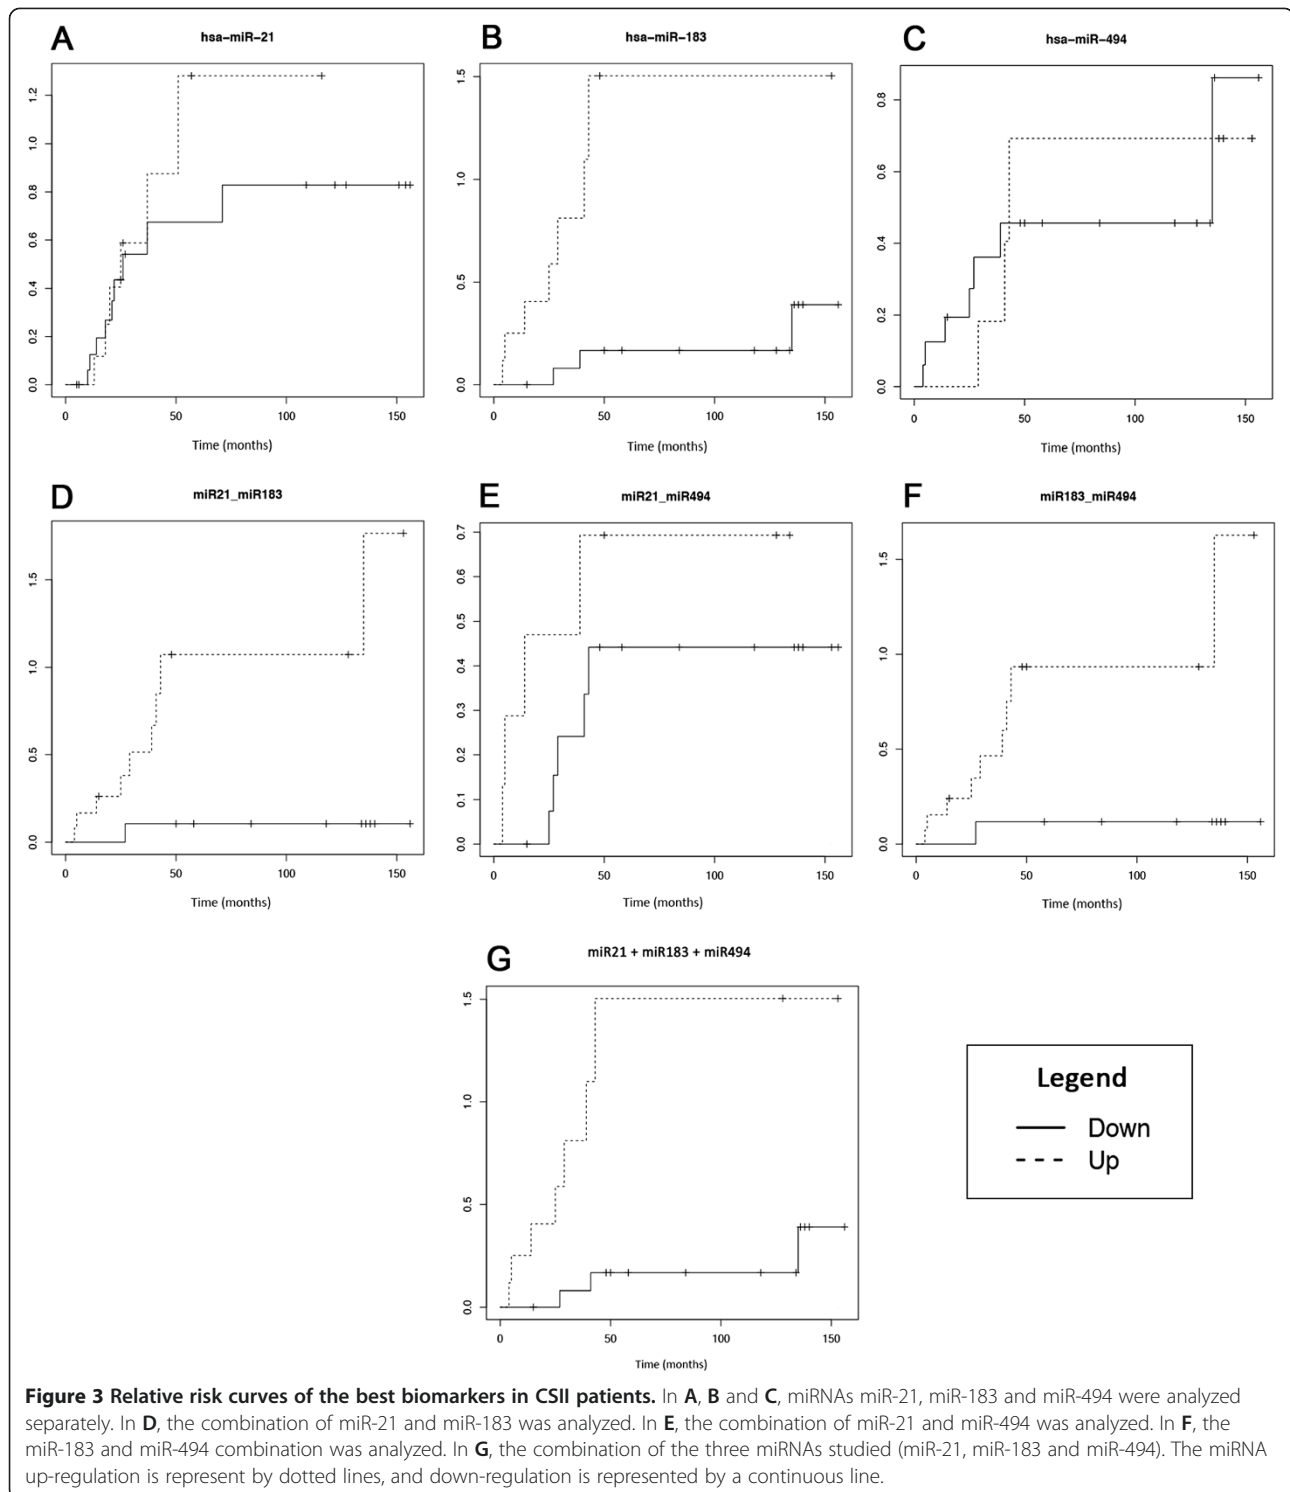 A
hsa-miR-21
0.0 0.2 0.4 0.6 0.8 1.0 1.2
0 50 100 150
Time (months)
B
hsa-miR-183
0.0 0.5 1.0 1.5
0 50 100 150
Time (months)
C
hsa-miR-494
0.0 0.2 0.4 0.6 0.8
0 50 100 150
Time (months)
D
miR21_miR183
0.0 0.5 1.0 1.5
0 50 100 150
Time (months)
E
miR21_miR494
0.0 0.1 0.2 0.3 0.4 0.5 0.6 0.7
0 50 100 150
Time (months)
F
miR183_miR494
0.0 0.5 1.0 1.5
0 50 100 150
Time (months)
G
miR21 + miR183 + miR494
0.0 0.5 1.0 1.5
0 50 100 150
Time (months)
Legend
Down
Up
Figure 3 Relative risk curves of the best biomarkers in CSII patients. In A, B and C, miRNAs miR-21, miR-183 and miR-494 were analyzed
separately. In D, the combination of miR-21 and miR-183 was analyzed. In E, the combination of miR-21 and miR-494 was analyzed. In F, the
miR-183 and miR-494 combination was analyzed. In G, the combination of the three miRNAs studied (miR-21, miR-183 and miR-494). The miRNA
up-regulation is represent by dotted lines, and down-regulation is represented by a continuous line.